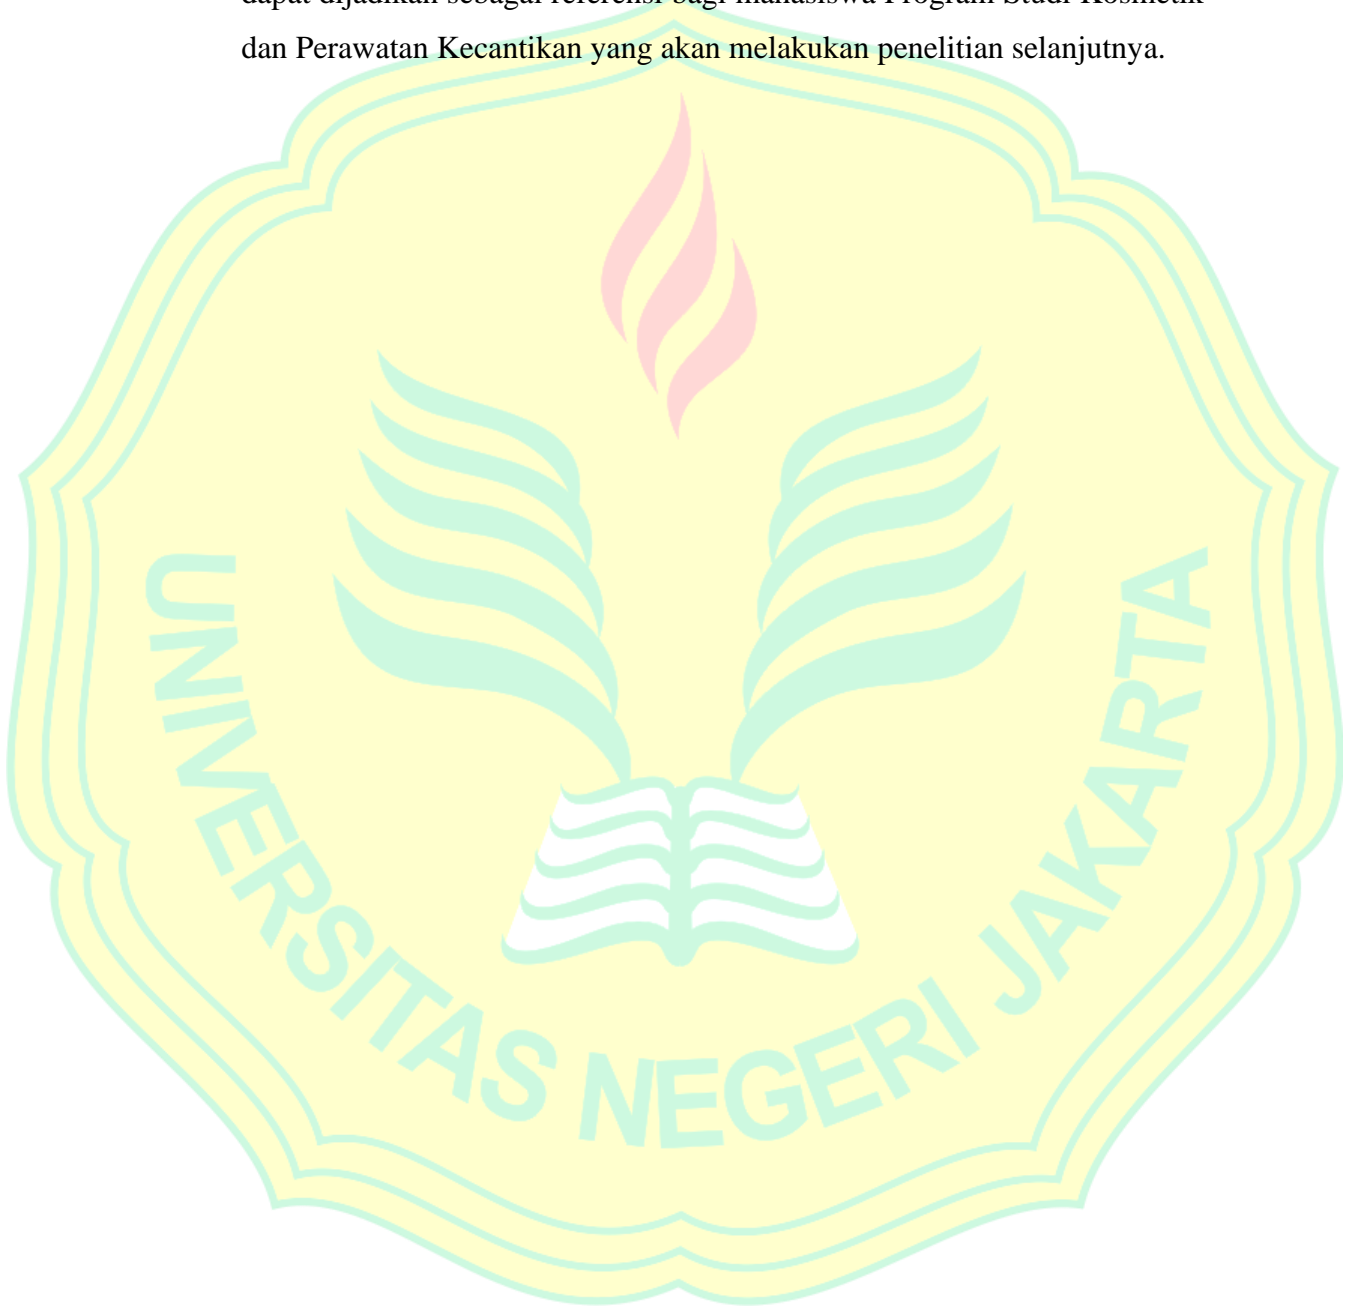 dapat dijadikan sebagai referensi bagi mahasiswa Program Studi Kosmetik
dan Perawatan Kecantikan yang akan melakukan penelitian selanjutnya.
UNIVERSITAS NEGERI JAKARTA